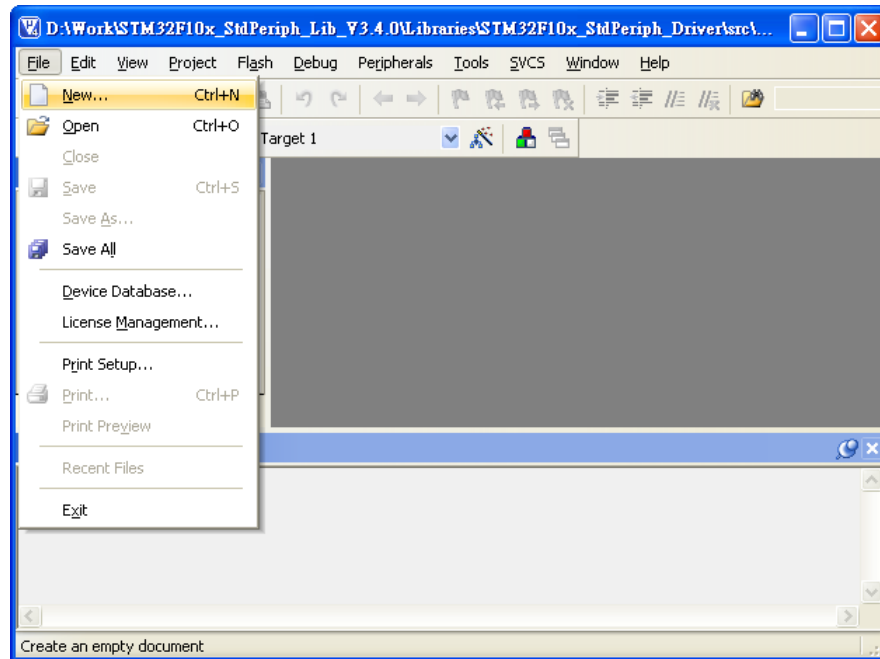 D:\Work\STM32F10x_StdPeriph_Lib_V3.4.0\Libraries\STM32F10x_StdPeriph_Driver\src\...
File Edit View Project Flash Debug Peripherals Tools SVCS Window Help
New... Ctrl+N
Open Ctrl+O
Target 1
Close
Save Ctrl+S
Save As...
Save All
Device Database...
License Management...
Print Setup...
Print... Ctrl+P
Print Preview
Recent Files
Exit
Create an empty document